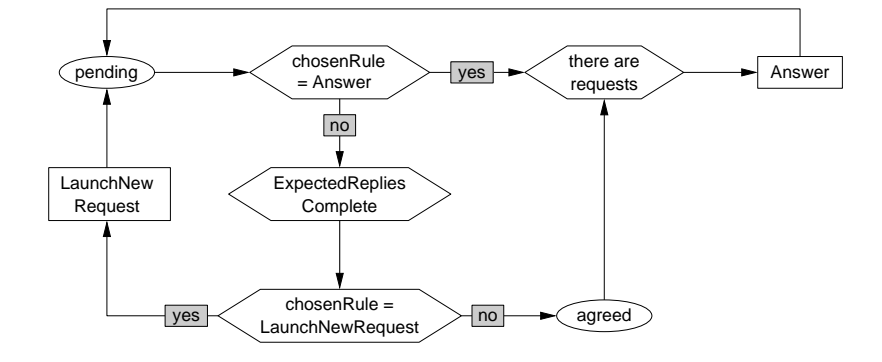 pending
chosenRule
= Answer
yes
there are
requests
Answer
no
LaunchNew
Request
ExpectedReplies
Complete
yes
chosenRule =
LaunchNewRequest
no
agreed